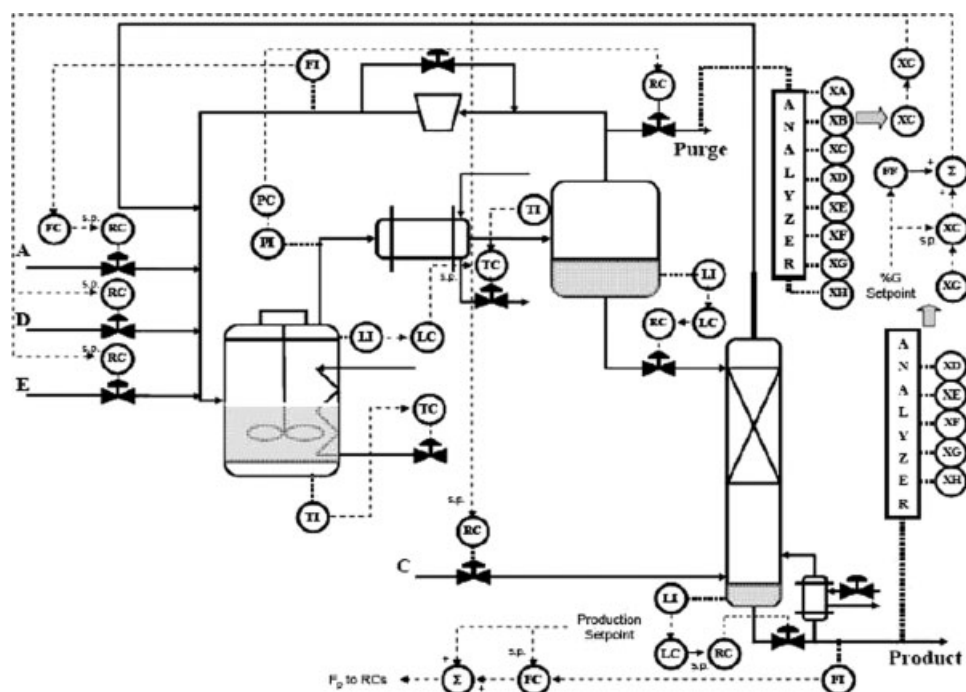 FI
XC
RC
XA
A
N
A
L
Y
Z
E
R
XB
XC
Purge
XC
XD
FF
Σ
PC
TI
XE
FC
s.p.
RC
PI
XF
XC
s.p.
A
TC
s.p.
LI
XG
%G
Setpoint
XG
s.p.
RC
XH
D
LI
LC
RC
LC
s.p.
RC
A
N
A
L
Y
Z
E
R
XD
E
XE
TC
XF
XG
XH
s.p.
TI
RC
C
LI
Production
Setpoint
LC
s.p.
RC
Product
s.p.
F_p to RCs
Σ
FC
FI
+
+
+
+